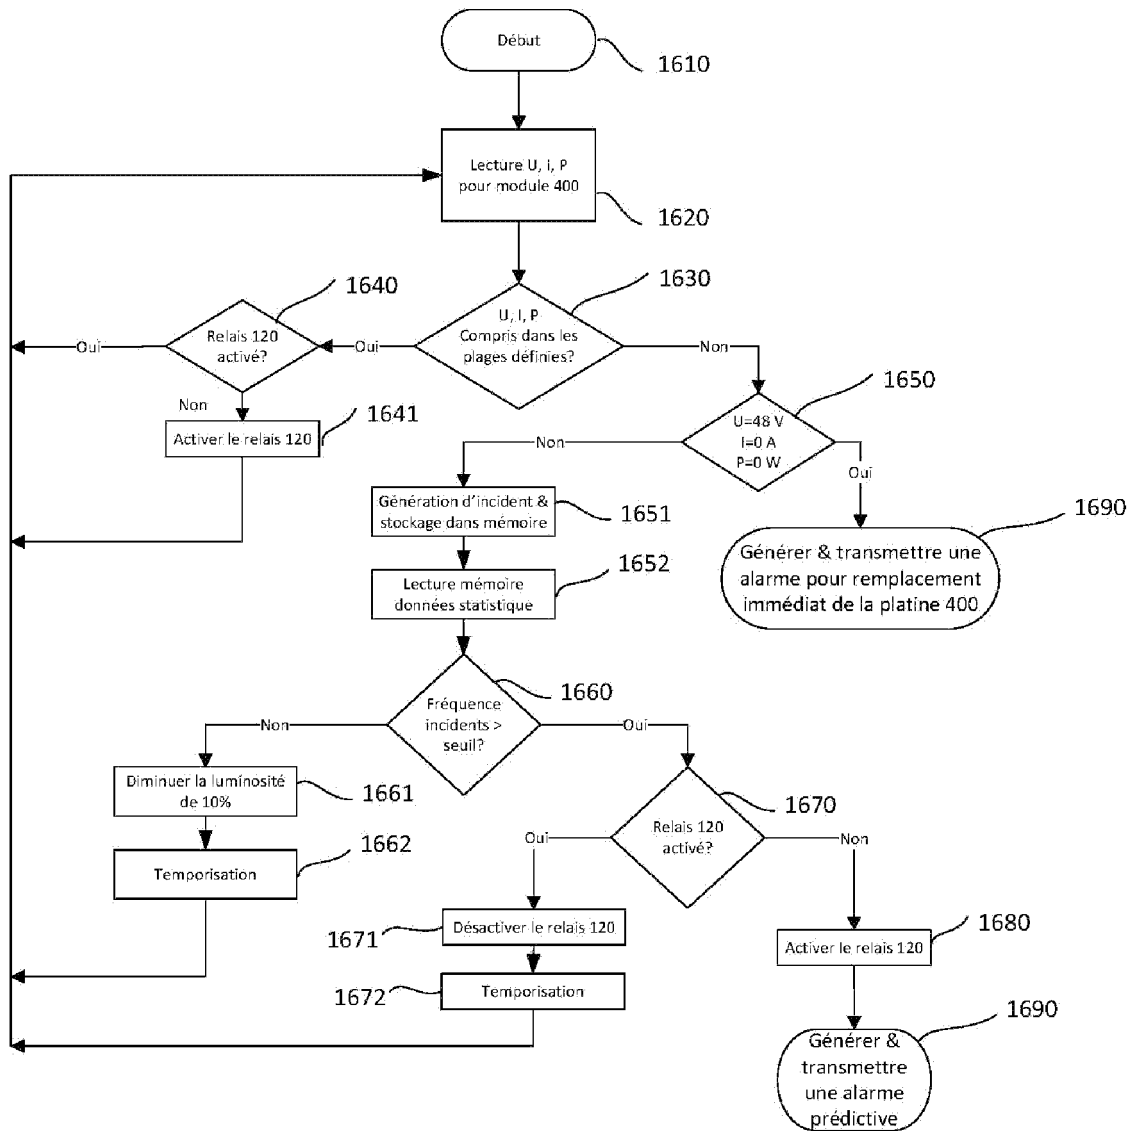 Début
1610
Lecture U, i, P
pour module 400
1620
1630
U, I, P
Compris dans les
plages définies?
1640
Relais 120
activé?
Oui
Oui
Non
Non
1641
Activer le relais 120
1650
U=48 V
I=0 A
P=0 W
Non
Oui
Génération d'incident &
stockage dans mémoire
1651
1690
Générer & transmettre une
alarme pour remplacement
immédiat de la platine 400
1652
Lecture mémoire
données statistique
1660
Fréquence
incidents >
seuil?
Non
Oui
Diminuer la luminosité
de 10%
1661
1662
Temporisation
1670
Relais 120
activé?
Oui
Non
1671
Désactiver le relais 120
1680
Activer le relais 120
1672
Temporisation
1690
Générer &
transmettre
une alarme
prédictive